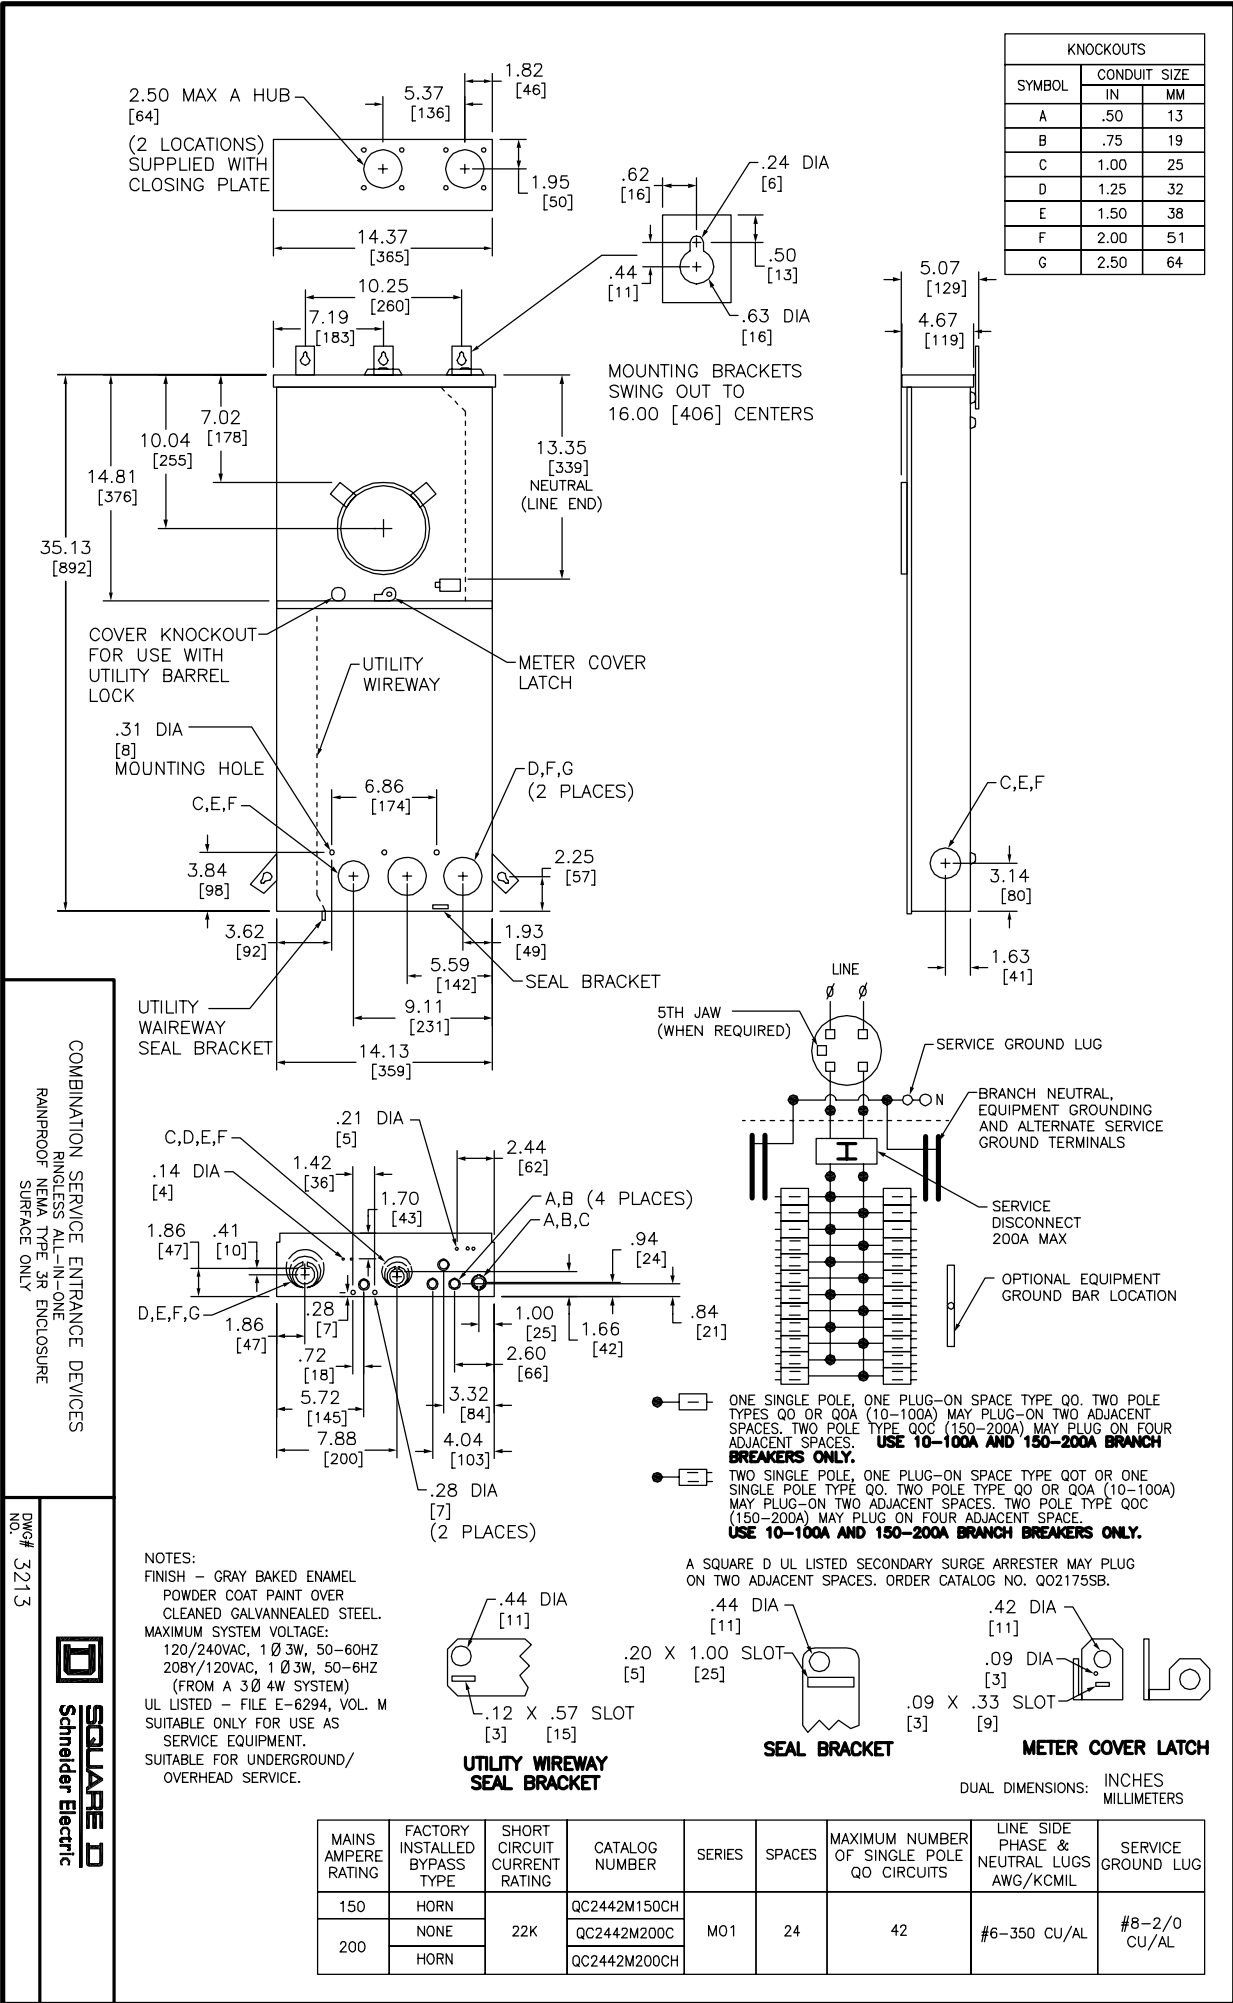 KNOCKOUTS
SYMBOL
CONDUIT SIZE
IN
MM
A .50 13
B .75 19
C 1.00 25
D 1.25 32
E 1.50 38
F 2.00 51
G 2.50 64
2.50 MAX A HUB
[64]
(2 LOCATIONS)
SUPPLIED WITH
CLOSING PLATE
5.37
[136]
1.82
[46]
1.95
[50]
14.37
[365]
.62
[16]
.24 DIA
[6]
.44
[11]
.50
[13]
.63 DIA
[16]
MOUNTING BRACKETS
SWING OUT TO
16.00 [406] CENTERS
10.25
[260]
7.19
[183]
7.02
[178]
10.04
[255]
14.81
[376]
35.13
[892]
13.35
[339]
NEUTRAL
(LINE END)
5.07
[129]
4.67
[119]
COVER KNOCKOUT
FOR USE WITH
UTILITY BARREL
LOCK
UTILITY
WIREWAY
METER COVER
LATCH
.31 DIA
[8]
MOUNTING HOLE
C,E,F
6.86
[174]
D,F,G
(2 PLACES)
C,E,F
3.84
[98]
2.25
[57]
3.14
[80]
3.62
[92]
1.93
[49]
5.59
[142]
SEAL BRACKET
1.63
[41]
9.11
[231]
14.13
[359]
UTILITY
WAIREWAY
SEAL BRACKET
LINE
Ø Ø
5TH JAW
(WHEN REQUIRED)
SERVICE GROUND LUG
N
BRANCH NEUTRAL,
EQUIPMENT GROUNDING
AND ALTERNATE SERVICE
GROUND TERMINALS
SERVICE
DISCONNECT
200A MAX
OPTIONAL EQUIPMENT
GROUND BAR LOCATION
C,D,E,F
.21 DIA
[5]
.14 DIA
[4]
1.42
[36]
1.70
[43]
2.44
[62]
A,B (4 PLACES)
A,B,C
1.86
[47]
.41
[10]
.94
[24]
D,E,F,G
1.86
[47]
.28
[7]
.72
[18]
5.72
[145]
7.88
[200]
1.00
[25]
1.66
[42]
.84
[21]
2.60
[66]
3.32
[84]
4.04
[103]
.28 DIA
[7]
(2 PLACES)
ONE SINGLE POLE, ONE PLUG-ON SPACE TYPE QO. TWO POLE
TYPES QO OR QOA (10-100A) MAY PLUG-ON TWO ADJACENT
SPACES. TWO POLE TYPE QOC (150-200A) MAY PLUG ON FOUR
ADJACENT SPACES. USE 10-100A AND 150-200A BRANCH
BREAKERS ONLY.
TWO SINGLE POLE, ONE PLUG-ON SPACE TYPE QOT OR ONE
SINGLE POLE TYPE QO. TWO POLE TYPE QO OR QOA (10-100A)
MAY PLUG-ON TWO ADJACENT SPACES. TWO POLE TYPE QOC
(150-200A) MAY PLUG ON FOUR ADJACENT SPACE.
USE 10-100A AND 150-200A BRANCH BREAKERS ONLY.
A SQUARE D UL LISTED SECONDARY SURGE ARRESTER MAY PLUG
ON TWO ADJACENT SPACES. ORDER CATALOG NO. QO2175SB.
NOTES:
FINISH - GRAY BAKED ENAMEL
POWDER COAT PAINT OVER
CLEANED GALVANNEALED STEEL.
MAXIMUM SYSTEM VOLTAGE:
120/240VAC, 1 Ø 3W, 50-60HZ
208Y/120VAC, 1 Ø 3W, 50-6HZ
(FROM A 3Ø 4W SYSTEM)
UL LISTED - FILE E-6294, VOL. M
SUITABLE ONLY FOR USE AS
SERVICE EQUIPMENT.
SUITABLE FOR UNDERGROUND/
OVERHEAD SERVICE.
.44 DIA
[11]
.12 X .57 SLOT
[3] [15]
UTILITY WIREWAY
SEAL BRACKET
.44 DIA
[11]
.20 X 1.00 SLOT
[5] [25]
SEAL BRACKET
.42 DIA
[11]
.09 DIA
[3]
.09 X .33 SLOT
[3] [9]
METER COVER LATCH
DUAL DIMENSIONS: INCHES
MILLIMETERS
MAINS
AMPERE
RATING
FACTORY
INSTALLED
BYPASS
TYPE
SHORT
CIRCUIT
CURRENT
RATING
CATALOG
NUMBER
SERIES
SPACES
MAXIMUM NUMBER
OF SINGLE POLE
QO CIRCUITS
LINE SIDE
PHASE &
NEUTRAL LUGS
AWG/KCMIL
SERVICE
GROUND LUG
150 HORN QC2442M150CH
200 NONE 22K QC2442M200C MO1 24 42 #6-350 CU/AL #8-2/0
CU/AL
HORN QC2442M200CH
COMBINATION SERVICE ENTRANCE DEVICES
RINGLESS ALL-IN-ONE
RAINPROOF NEMA TYPE 3R ENCLOSURE
SURFACE ONLY
DWG#
NO. 3213
SQUARE D
Schneider Electric